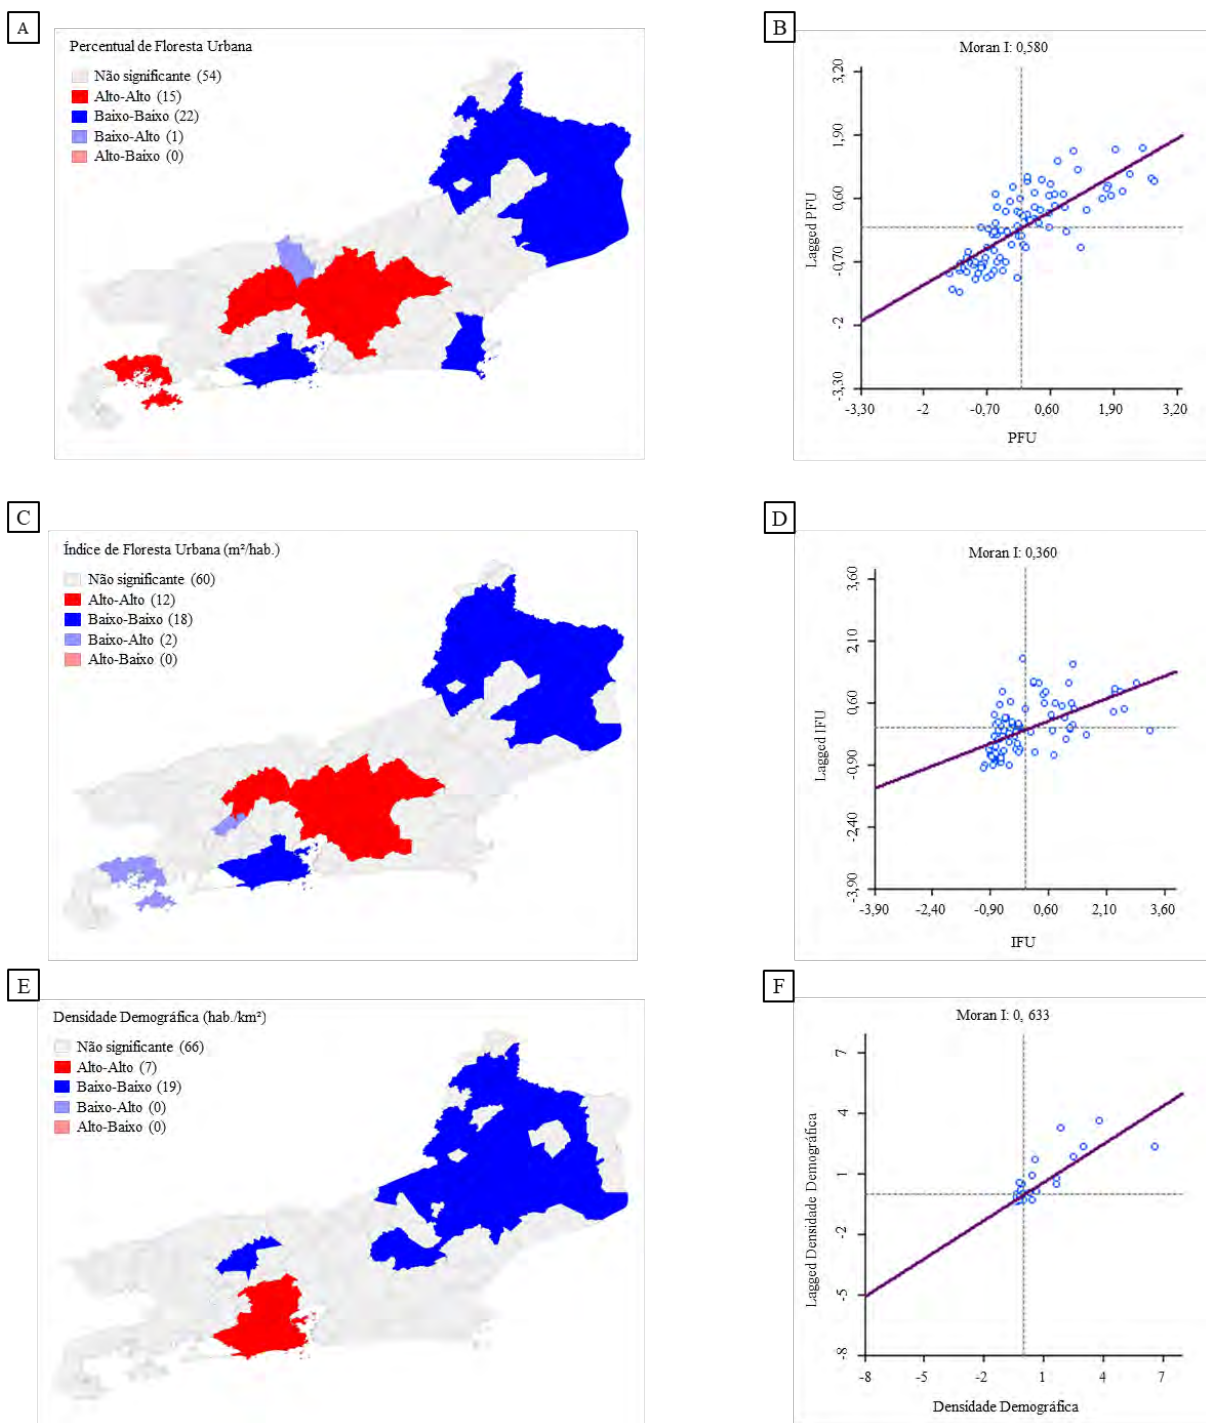 A
Percentual de Floresta Urbana
Não significante (54)
Alto-Alto (15)
Baixo-Baixo (22)
Baixo-Alto (1)
Alto-Baixo (0)
B
Moran I: 0,580
Lagged PFU
3,20
1,90
0,60
-0,70
-2
-3,30
-3,30 -2 -0,70 0,60 1,90 3,20
PFU
C
Índice de Floresta Urbana (m²/hab.)
Não significante (60)
Alto-Alto (12)
Baixo-Baixo (18)
Baixo-Alto (2)
Alto-Baixo (0)
D
Moran I: 0,360
Lagged IFU
3,60
2,10
0,60
-0,90
-2,40
-3,90
-3,90 -2,40 -0,90 0,60 2,10 3,60
IFU
E
Densidade Demográfica (hab./km²)
Não significante (66)
Alto-Alto (7)
Baixo-Baixo (19)
Baixo-Alto (0)
Alto-Baixo (0)
F
Moran I: 0, 633
Lagged Densidade Demográfica
7
4
1
-2
-5
-8
-8 -5 -2 1 4 7
Densidade Demográfica